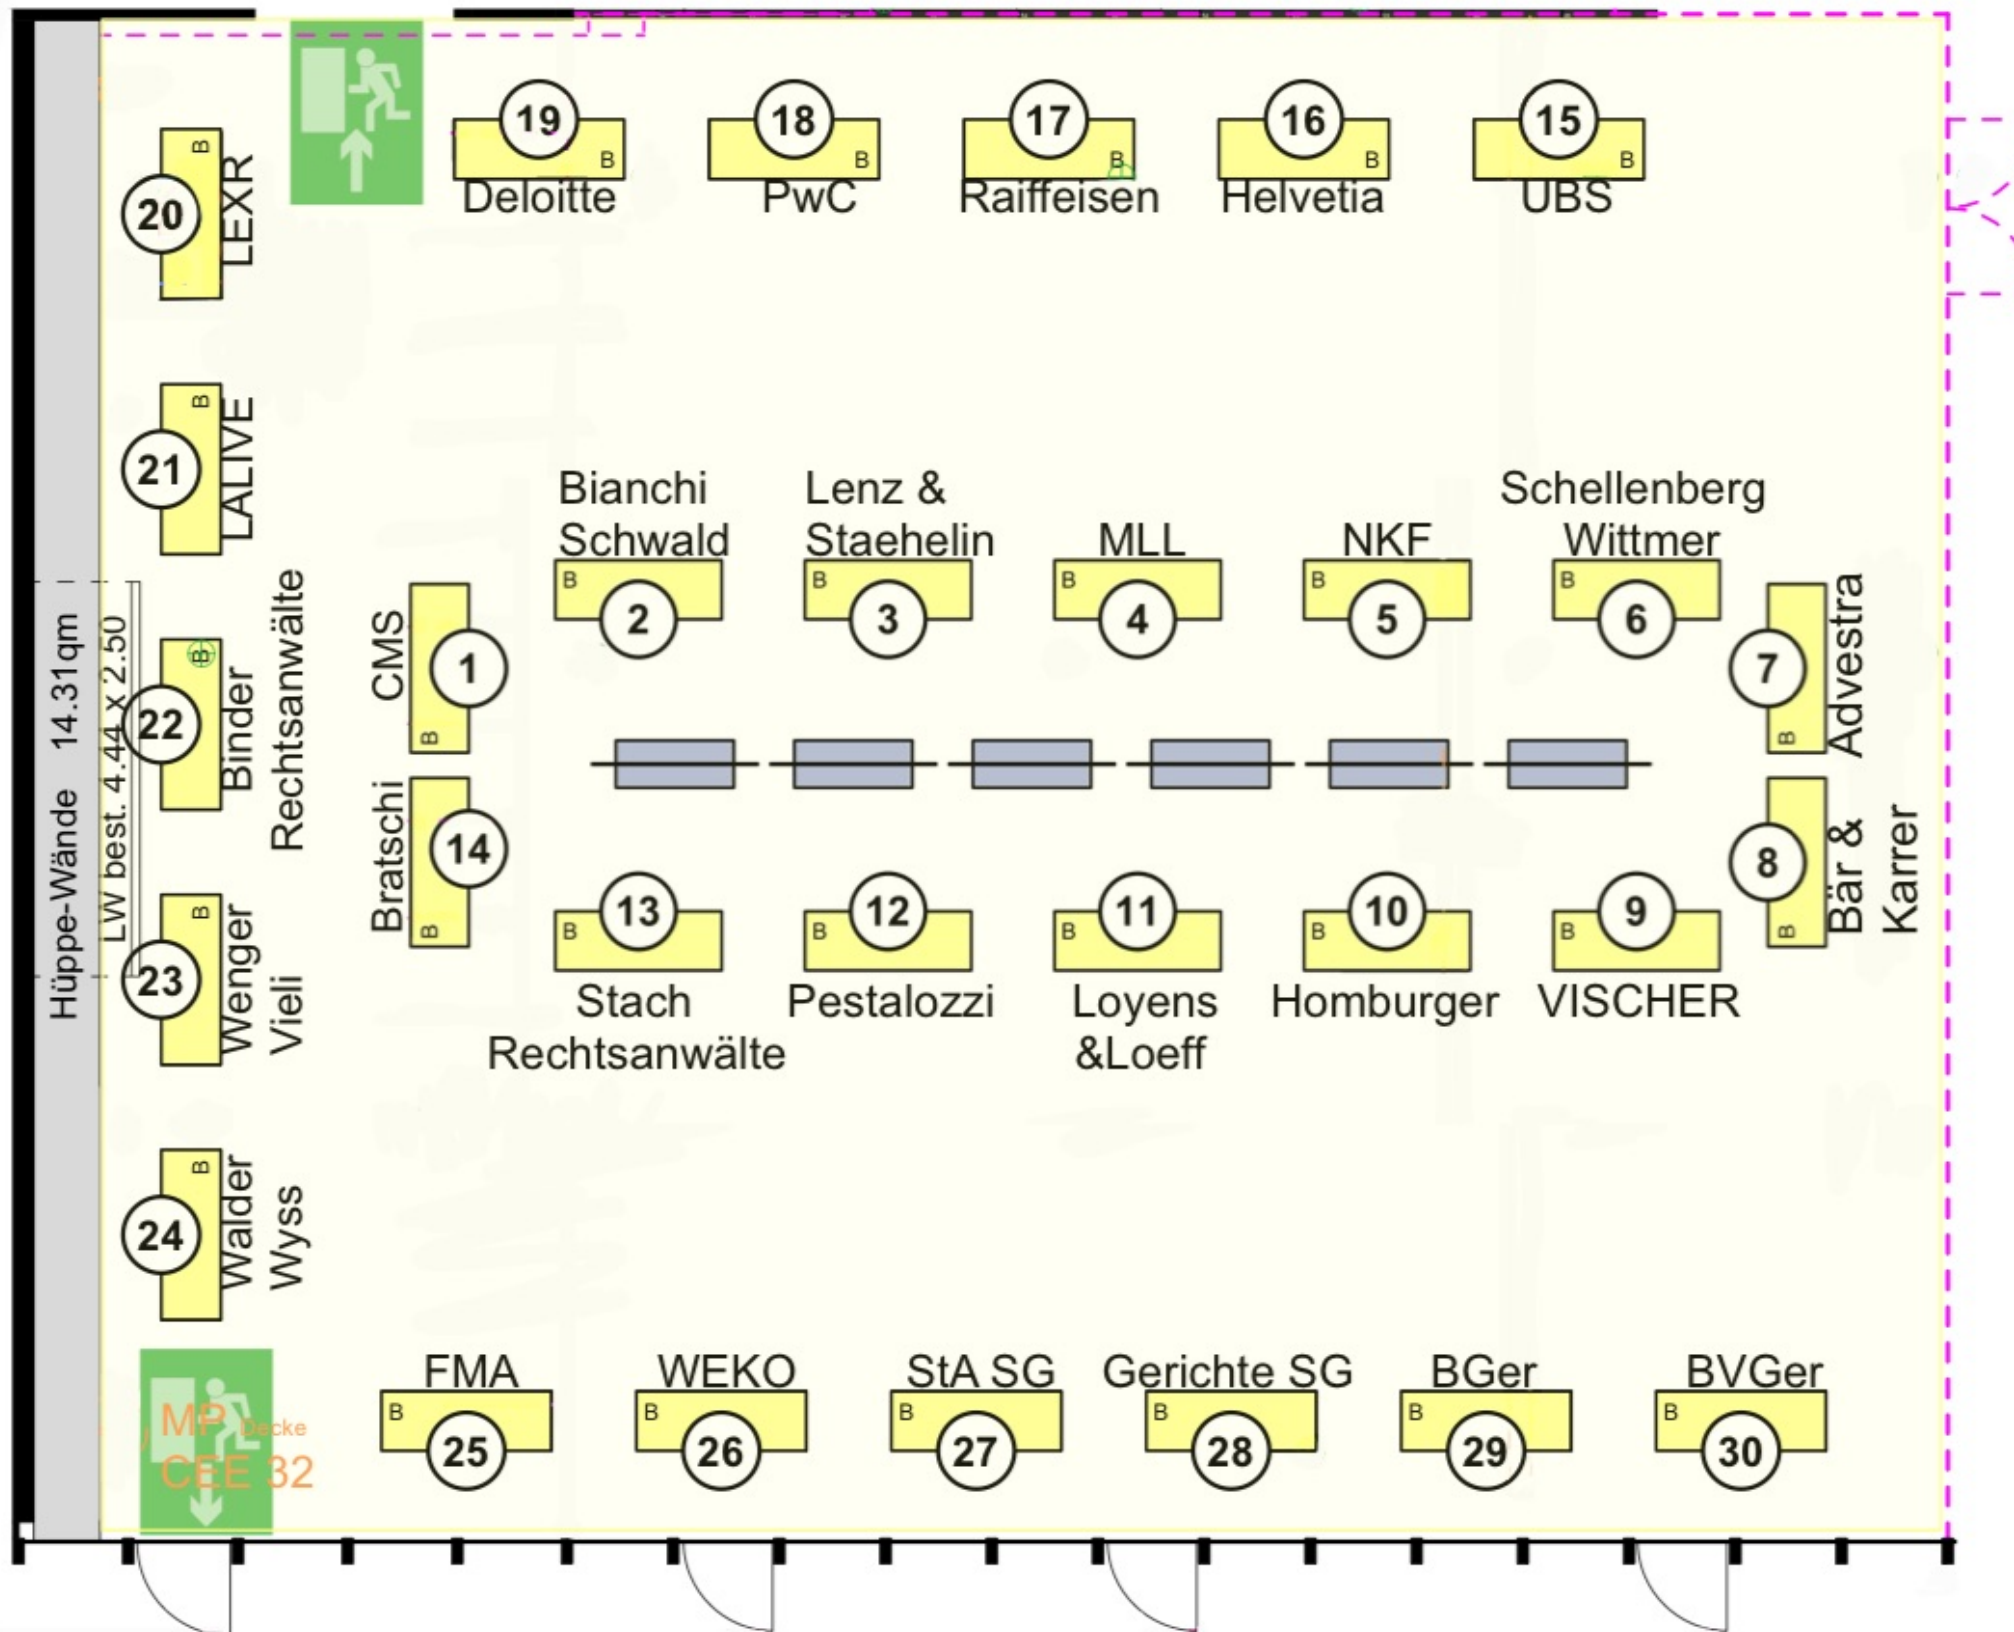 19
18
17
16
15
B
B
B
B
B
Deloitte
PwC
Raiffeisen
Helvetia
UBS
B
20
LEXR
B
21
LALIVE
B
22
Binder
Rechtsanwälte
B
23
Wenger
Vieli
B
24
Walder
Wyss
Hüppe-Wände 14.31qm
LW best. 4.44 x 2.50
CMS
1
B
Bratschi
14
B
Bianchi
Schwald
B
2
Lenz &
Staehelin
B
3
MLL
B
4
NKF
B
5
Schellenberg
Wittmer
B
6
7
B
Advestra
8
B
Bär &
Karrer
13
B
Stach
Rechtsanwälte
12
B
Pestalozzi
11
B
Loyens
&Loeff
10
B
Homburger
9
B
VISCHER
MP Decke
CEE 32
FMA
B
25
WEKO
B
26
StA SG
B
27
Gerichte SG
B
28
BGer
B
29
BVGer
B
30